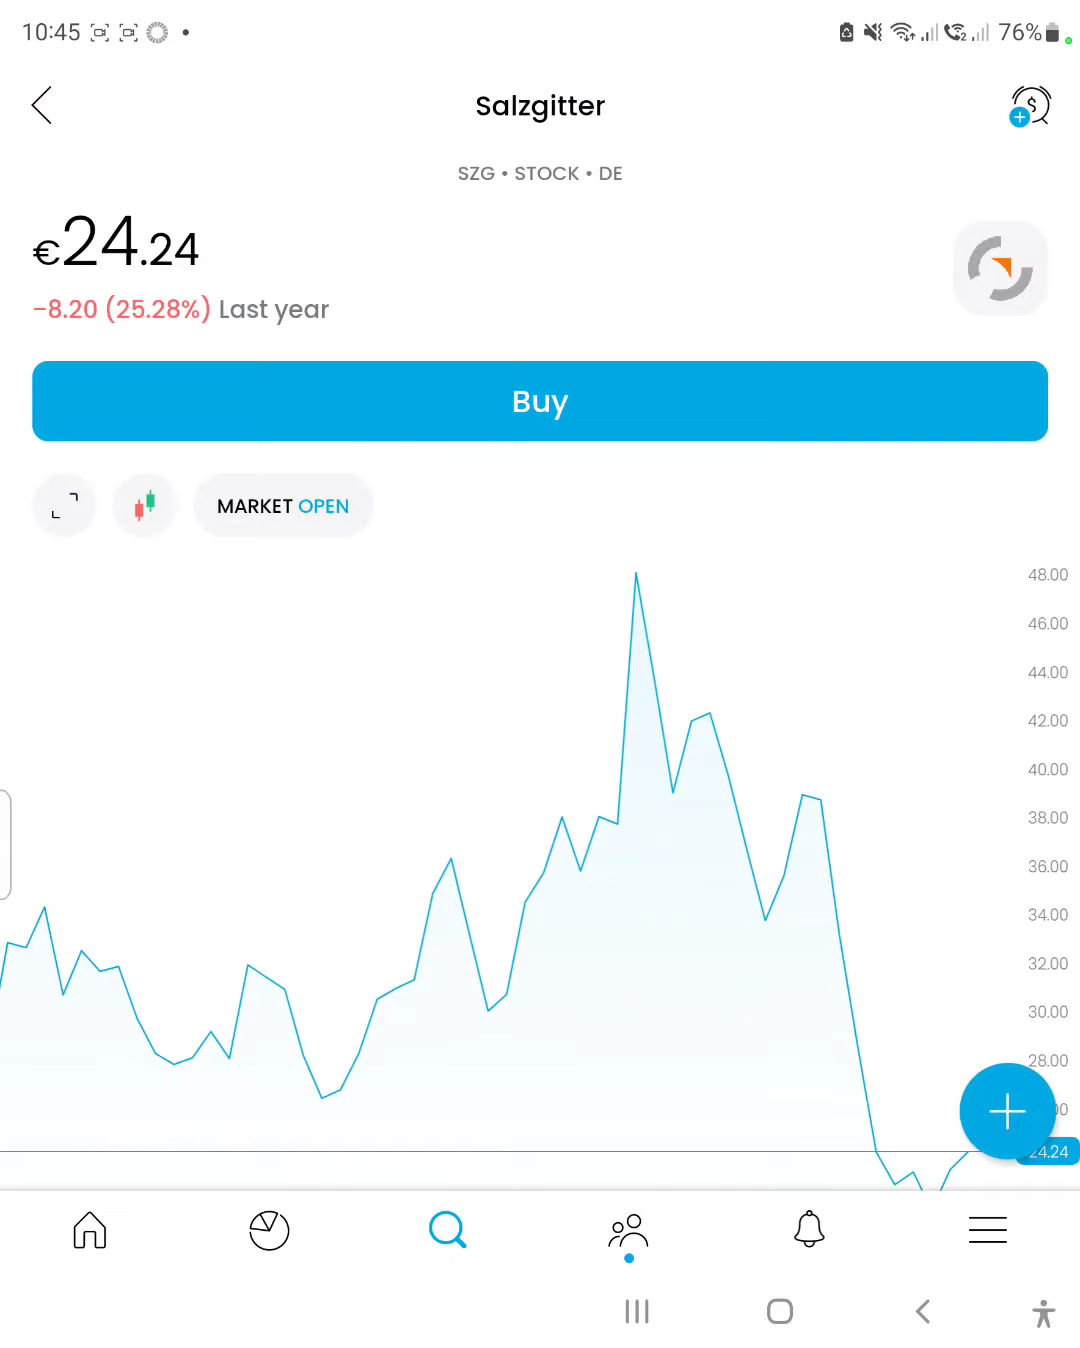 10:45 76%
Salzgitter
SZG • STOCK • DE
€24.24
-8.20 (25.28%) Last year
Buy
MARKET OPEN
48.00
46.00
44.00
42.00
40.00
38.00
36.00
34.00
32.00
30.00
28.00
24.24